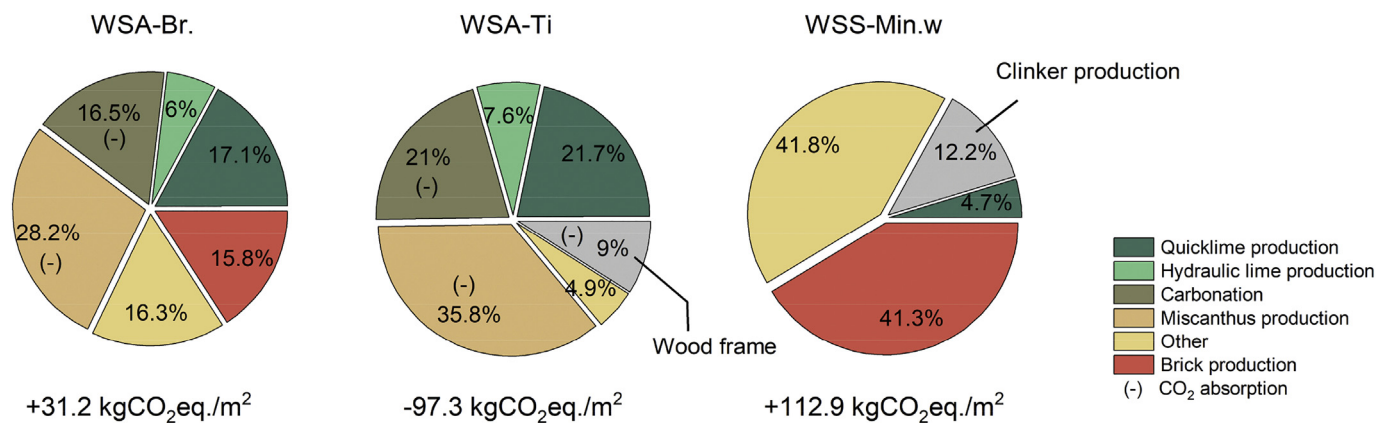 WSA-Br.
WSA-Ti
WSS-Min.w
Clinker production
16.5%
(-)
6%
17.1%
28.2%
(-)
15.8%
16.3%
7.6%
21%
(-)
21.7%
(-)
9%
(-)
35.8%
4.9%
Wood frame
41.8%
12.2%
4.7%
41.3%
Quicklime production
Hydraulic lime production
Carbonation
Miscanthus production
Other
Brick production
(-) CO₂ absorption
+31.2 kgCO₂eq./m²
-97.3 kgCO₂eq./m²
+112.9 kgCO₂eq./m²